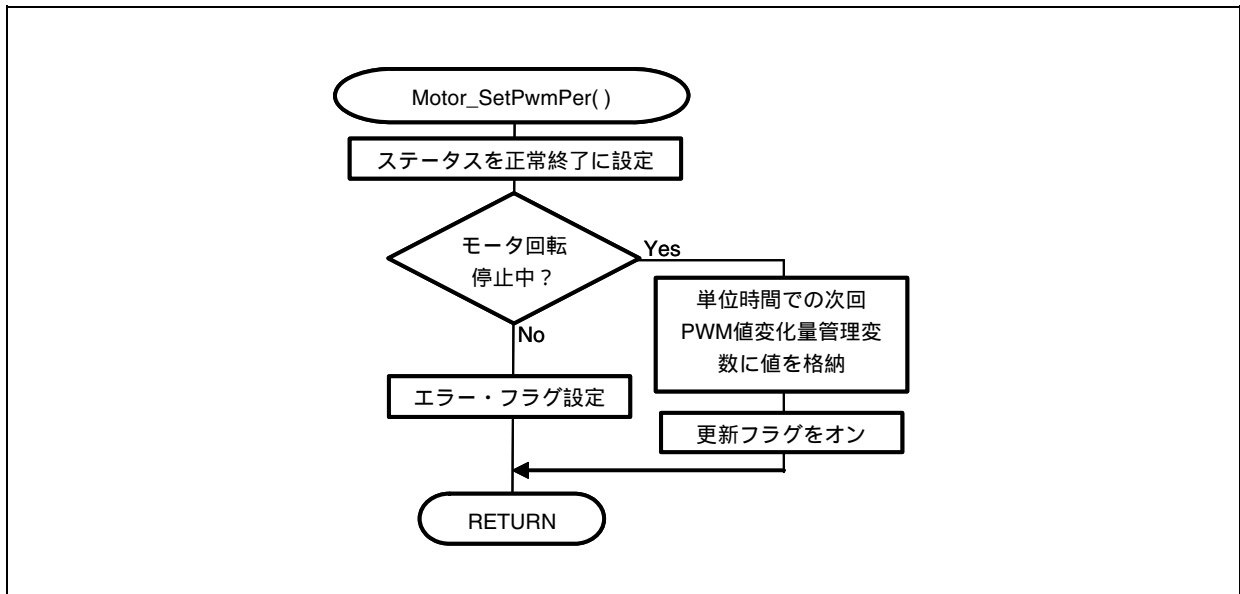 Motor_SetPwmPer( )
ステータスを正常終了に設定
モータ回転
停止中？
Yes
単位時間での次回
PWM値変化量管理変
数に値を格納
No
エラー・フラグ設定
更新フラグをオン
RETURN